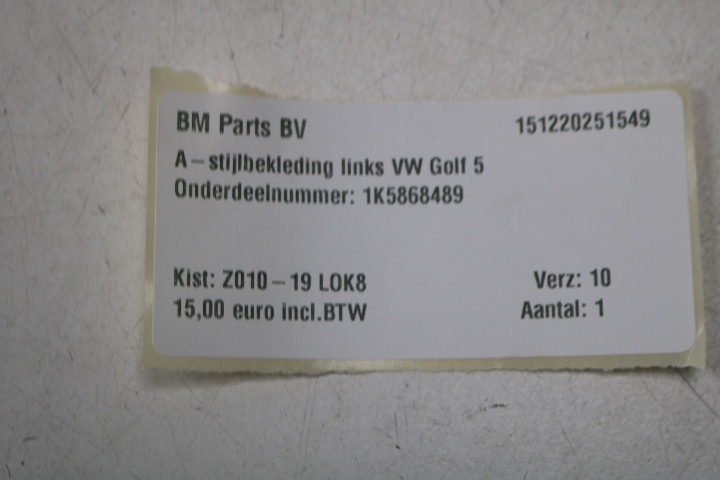 BM Parts BV 151220251549
A-stijlbekleding links VW Golf 5
Onderdeelnummer: 1K5868489
Kist: Z010-19 LOK8 Verz: 10
15,00 euro incl.BTW Aantal: 1